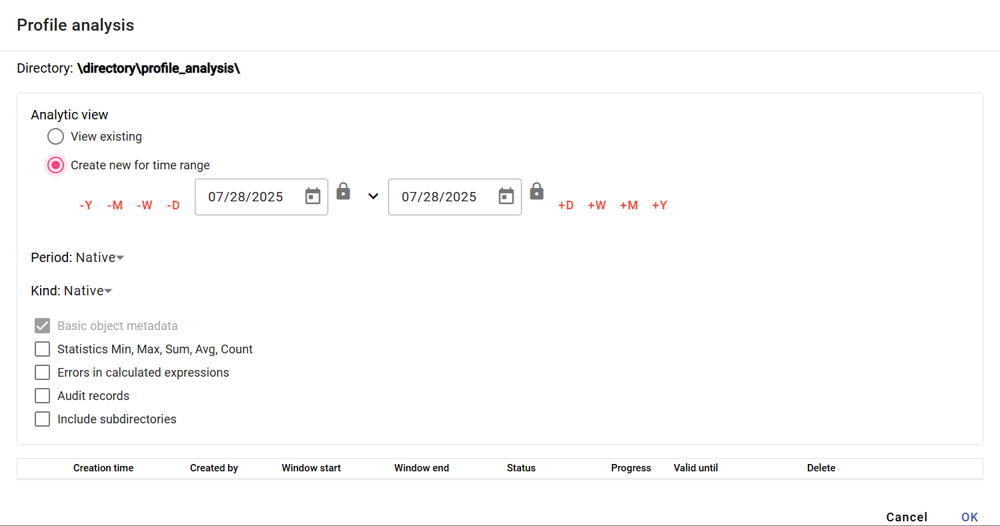 Profile analysis
Directory: \directory\profile_analysis\
Analytic view
View existing
Create new for time range
-Y -M -W -D 07/28/2025 07/28/2025 +D +W +M +Y
Period: Native
Kind: Native
Basic object metadata
Statistics Min, Max, Sum, Avg, Count
Errors in calculated expressions
Audit records
Include subdirectories
Creation time Created by Window start Window end Status Progress Valid until Delete
Cancel OK